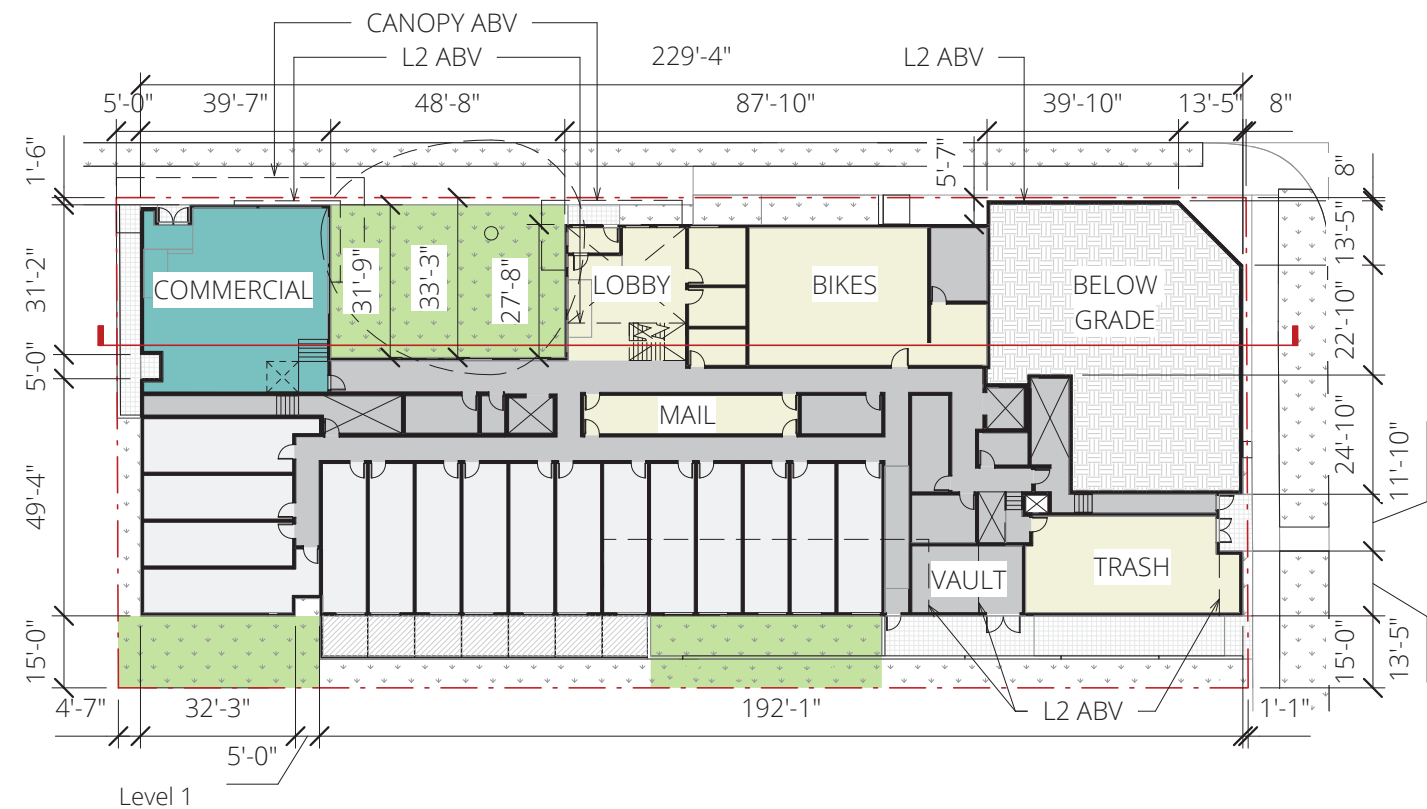 CANOPY ABV
L2 ABV
229'-4"
L2 ABV
5'-0"
39'-7"
48'-8"
87'-10"
39'-10"
13'-5"
8"
1'-6"
5'-7"
8"
31'-2"
13'-5"
COMMERCIAL
31'-9"
33'-3"
27'-8"
LOBBY
BIKES
BELOW
GRADE
22'-10"
5'-0"
MAIL
24'-10"
11'-10"
49'-4"
VAULT
TRASH
15'-0"
15'-0"
13'-5"
4'-7"
32'-3"
192'-1"
L2 ABV
1'-1"
5'-0"
Level 1